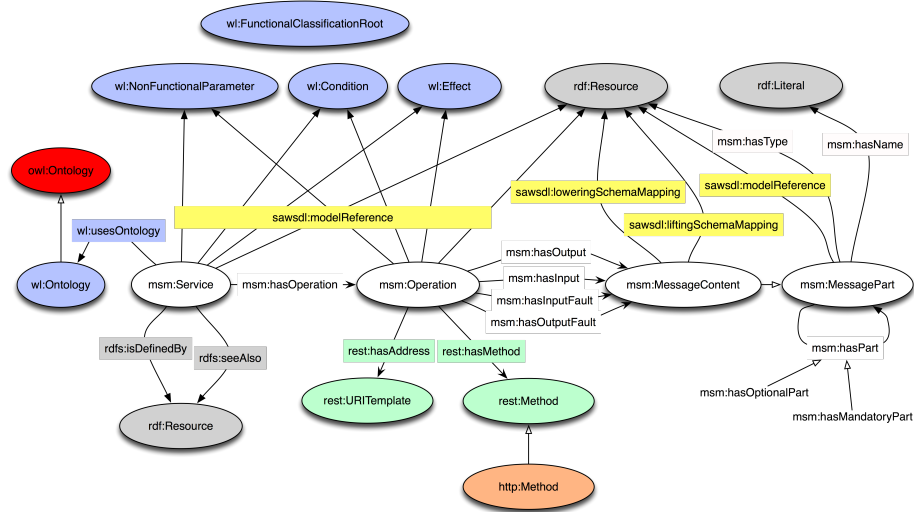 wl:FunctionalClassificationRoot
wl:NonFunctionalParameter
wl:Condition
wl:Effect
rdf:Resource
rdf:Literal
msm:hasType
msm:hasName
owl:Ontology
sawsdl:loweringSchemaMapping
sawsdl:modelReference
sawsdl:modelReference
sawsdl:liftingSchemaMapping
wl:usesOntology
msm:hasOutput
wl:Ontology
msm:Service
msm:hasOperation
msm:Operation
msm:hasInput
msm:MessageContent
msm:MessagePart
msm:hasInputFault
msm:hasOutputFault
rdfs:isDefinedBy
rdfs:seeAlso
rest:hasAddress
rest:hasMethod
msm:hasPart
msm:hasOptionalPart
rest:URITemplate
rest:Method
msm:hasMandatoryPart
rdf:Resource
http:Method